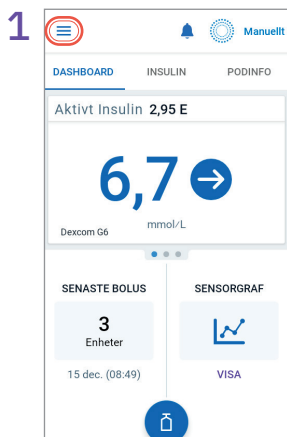 1
Manuellt
DASHBOARD INSULIN PODINFO
Aktivt Insulin 2,95 E
6,7
mmol/L
Dexcom G6
SENASTE BOLUS SENSORGRAF
3
Enheter
15 dec. (08:49) VISA